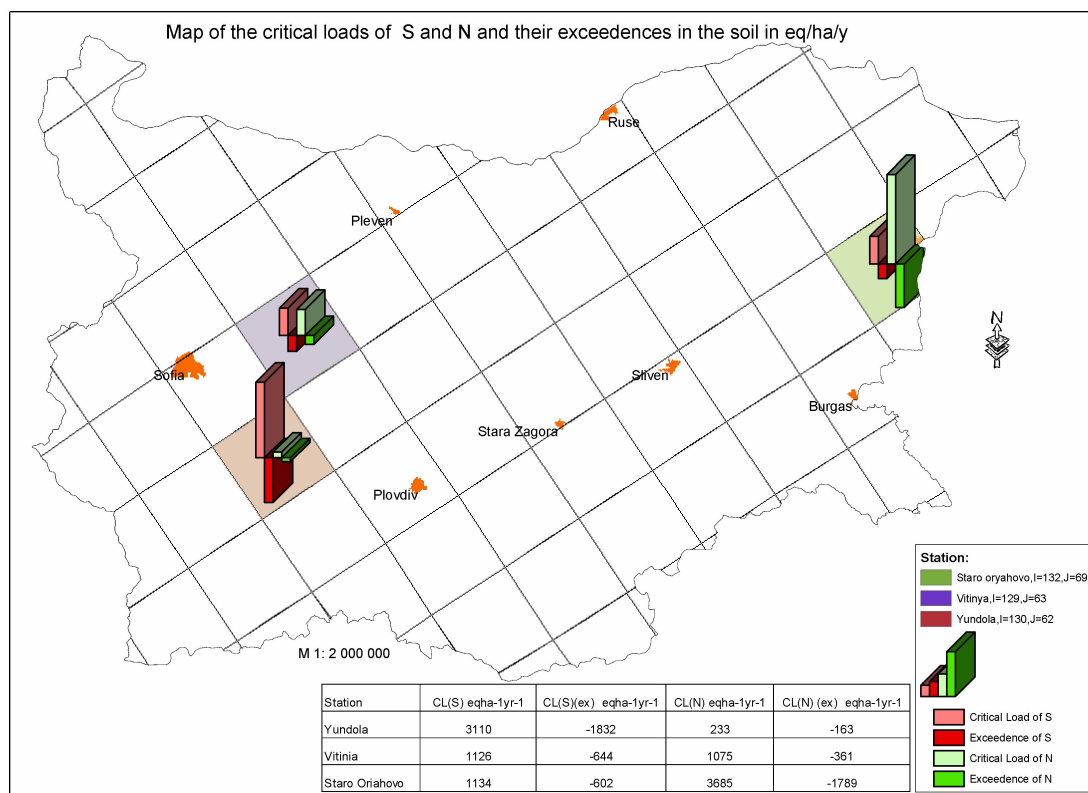 Map of the critical loads of S and N and their exceedences in the soil in eq/ha/y
Ruse
Pleven
Sofia
Sliven
Burgas
Stara Zagora
Plovdiv
N
M 1: 2 000 000
Station:
Staro oryahovo,I=132,J=69
Vitinya,I=129,J=63
Yundola,I=130,J=62
Critical Load of S
Exceedence of S
Critical Load of N
Exceedence of N
Station CL(S) eqha-1yr-1 CL(S)(ex) eqha-1yr-1 CL(N) eqha-1yr-1 CL(N) (ex) eqha-1yr-1
Yundola 3110 -1832 233 -163
Vitinia 1126 -644 1075 -361
Staro Oriahovo 1134 -602 3685 -1789